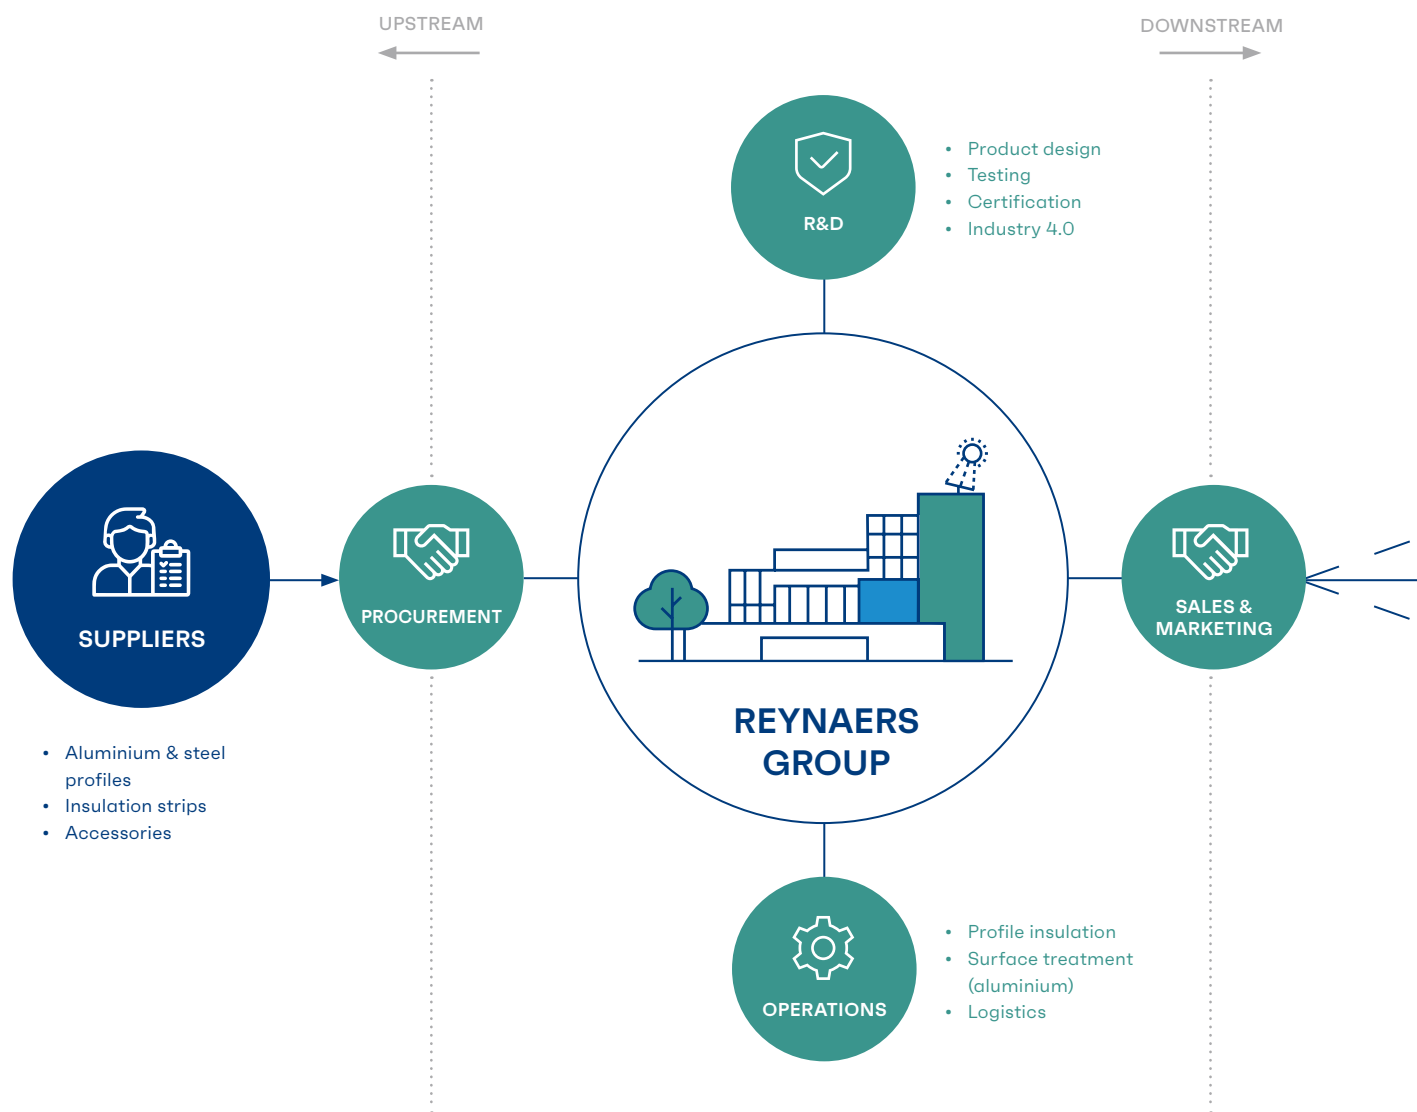 UPSTREAM
DOWNSTREAM
• Product design
• Testing
• Certification
• Industry 4.0
R&D
SUPPLIERS
PROCUREMENT
SALES &
MARKETING
REYNAERS
GROUP
• Aluminium & steel
profiles
• Insulation strips
• Accessories
OPERATIONS
• Profile insulation
• Surface treatment
(aluminium)
• Logistics